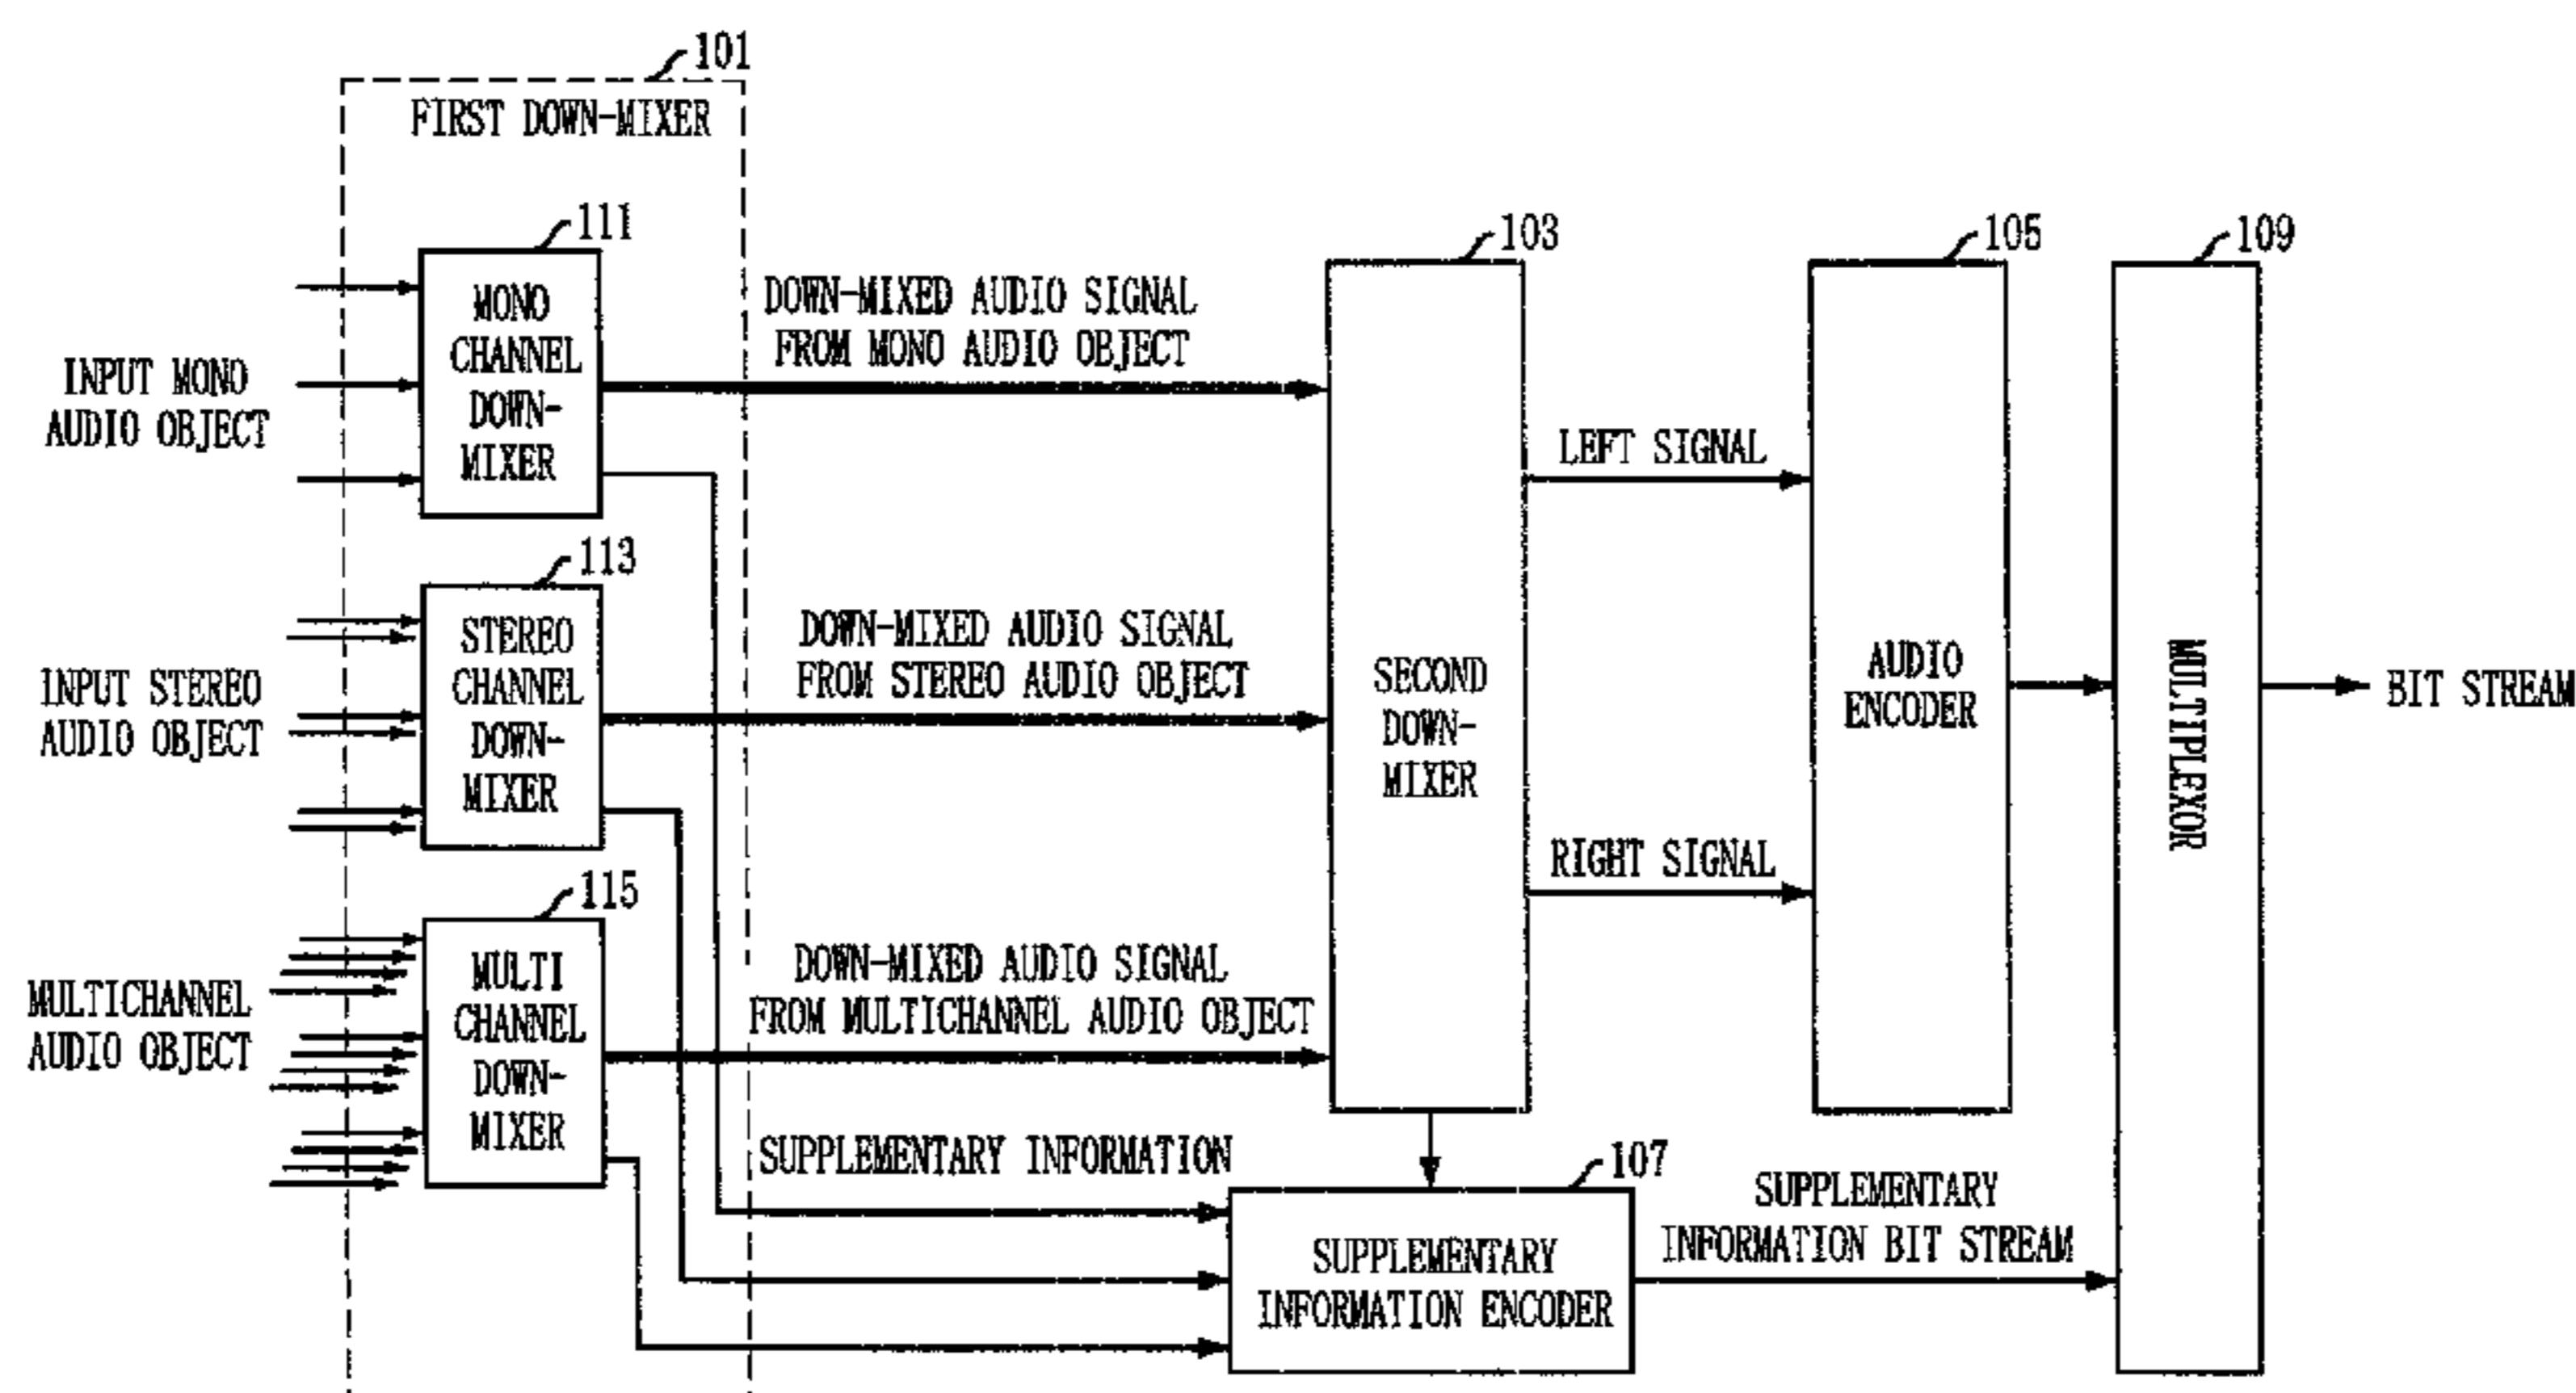 101
FIRST DOWN-MIXER
111
MONO
CHANNEL
DOWN-
MIXER
INPUT MONO
AUDIO OBJECT
DOWN-MIXED AUDIO SIGNAL
FROM MONO AUDIO OBJECT
103
105
109
LEFT SIGNAL
113
STEREO
CHANNEL
DOWN-
MIXER
INPUT STEREO
AUDIO OBJECT
DOWN-MIXED AUDIO SIGNAL
FROM STEREO AUDIO OBJECT
SECOND
DOWN-
MIXER
AUDIO
ENCODER
MULTIPLEXOR
BIT STREAM
RIGHT SIGNAL
115
MULTI
CHANNEL
DOWN-
MIXER
MULTICHANNEL
AUDIO OBJECT
DOWN-MIXED AUDIO SIGNAL
FROM MULTICHANNEL AUDIO OBJECT
SUPPLEMENTARY INFORMATION
107
SUPPLEMENTARY
INFORMATION ENCODER
SUPPLEMENTARY
INFORMATION BIT STREAM